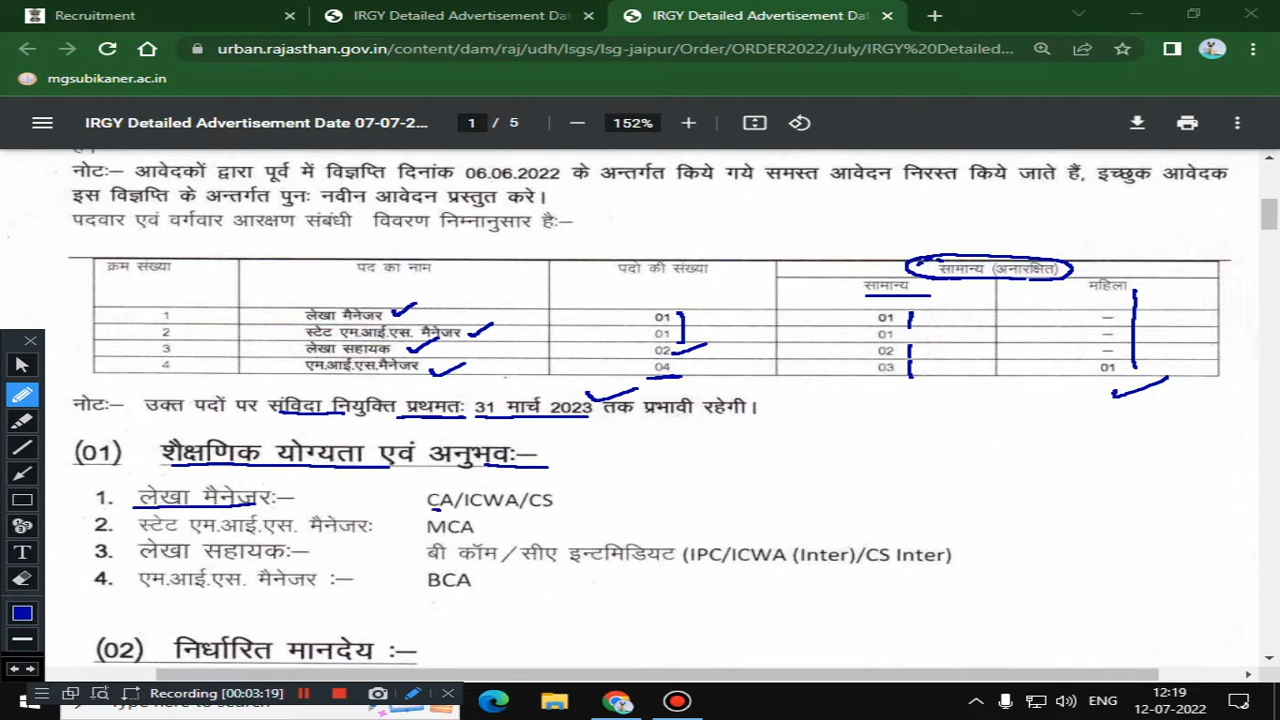 Recruitment
IRGY Detailed Advertisement Dat
IRGY Detailed Advertisement Dat
urban.rajasthan.gov.in/content/dam/raj/udh/lsgs/lsg-jaipur/Order/ORDER2022/July/IRGY%20Detailed...
mgsubikaner.ac.in
IRGY Detailed Advertisement Date 07-07-2...
1 / 5
152%
नोटः– आवेदकों द्वारा पूर्व में विज्ञप्ति दिनांक 06.06.2022 के अन्तर्गत किये गये समस्त आवेदन निरस्त किये जाते हैं, इच्छुक आवेदक
इस विज्ञप्ति के अन्तर्गत पुनः नवीन आवेदन प्रस्तुत करे।
पदवार एवं वर्गवार आरक्षण संबंधी विवरण निम्नानुसार हैः–
क्रम संख्या पद का नाम पदो की संख्या सामान्य (अनारक्षित)
सामान्य महिला
1 लेखा मैनेजर 01 01 –
2 स्टेट एम.आई.एस. मैनेजर 01 01 –
3 लेखा सहायक 02 02 –
4 एम.आई.एस.मैनेजर 04 03 01
नोटः– उक्त पदों पर संविदा नियुक्ति प्रथमतः 31 मार्च 2023 तक प्रभावी रहेगी।
(01) शैक्षणिक योग्यता एवं अनुभवः–
1. लेखा मैनेजरः– CA/ICWA/CS
2. स्टेट एम.आई.एस. मैनेजरः MCA
3. लेखा सहायकः– बी कॉम/सीए इन्टमिडियट (IPC/ICWA (Inter)/CS Inter)
4. एम.आई.एस. मैनेजर :– BCA
(02) निर्धारित मानदेय :–
Recording [00:03:19]
Type here to search
ENG
12:19
12-07-2022